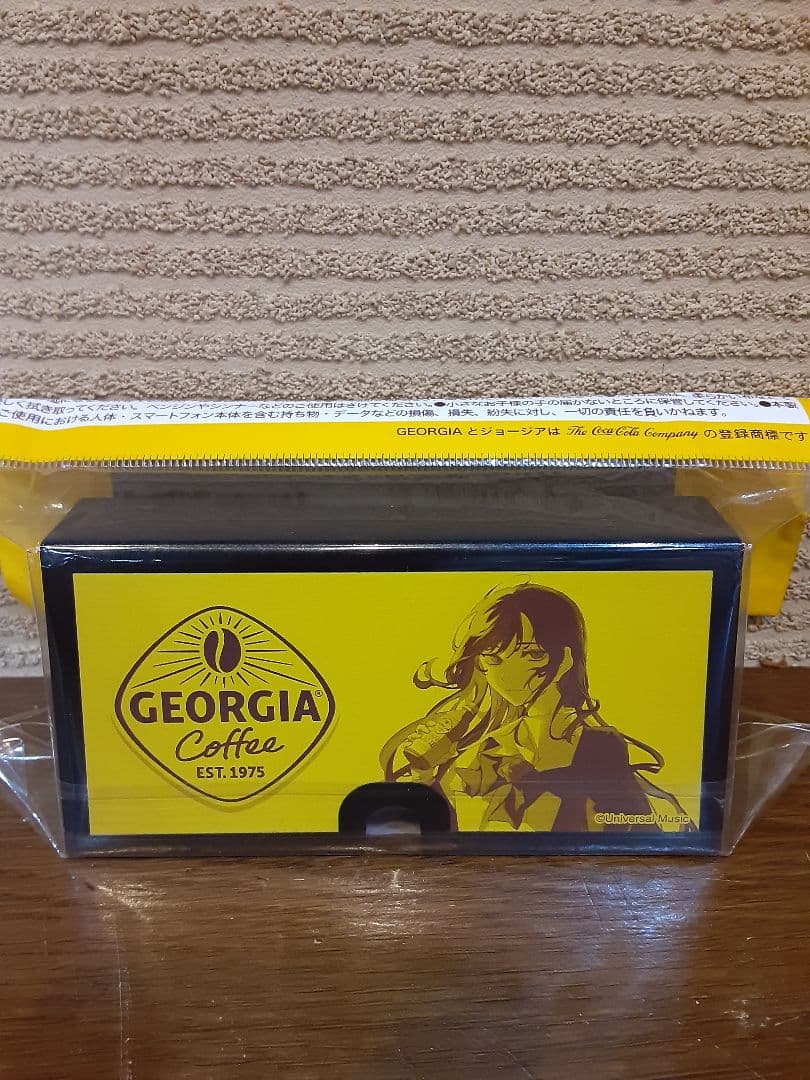 しく拭き取ってください。ベンジンやシンナーなどのご使用はさけてください。●小さなお子様の手の届かないところに保管してください。●本製
ご使用における人体・スマートフォン本体を含む持ち物・データなどの損傷、損失、紛失に対し、一切の責任を負いかねます。
GEORGIA とジョージアは The Coca-Cola Company の登録商標です
GEORGIA®
Coffee
EST. 1975
©Universal Music